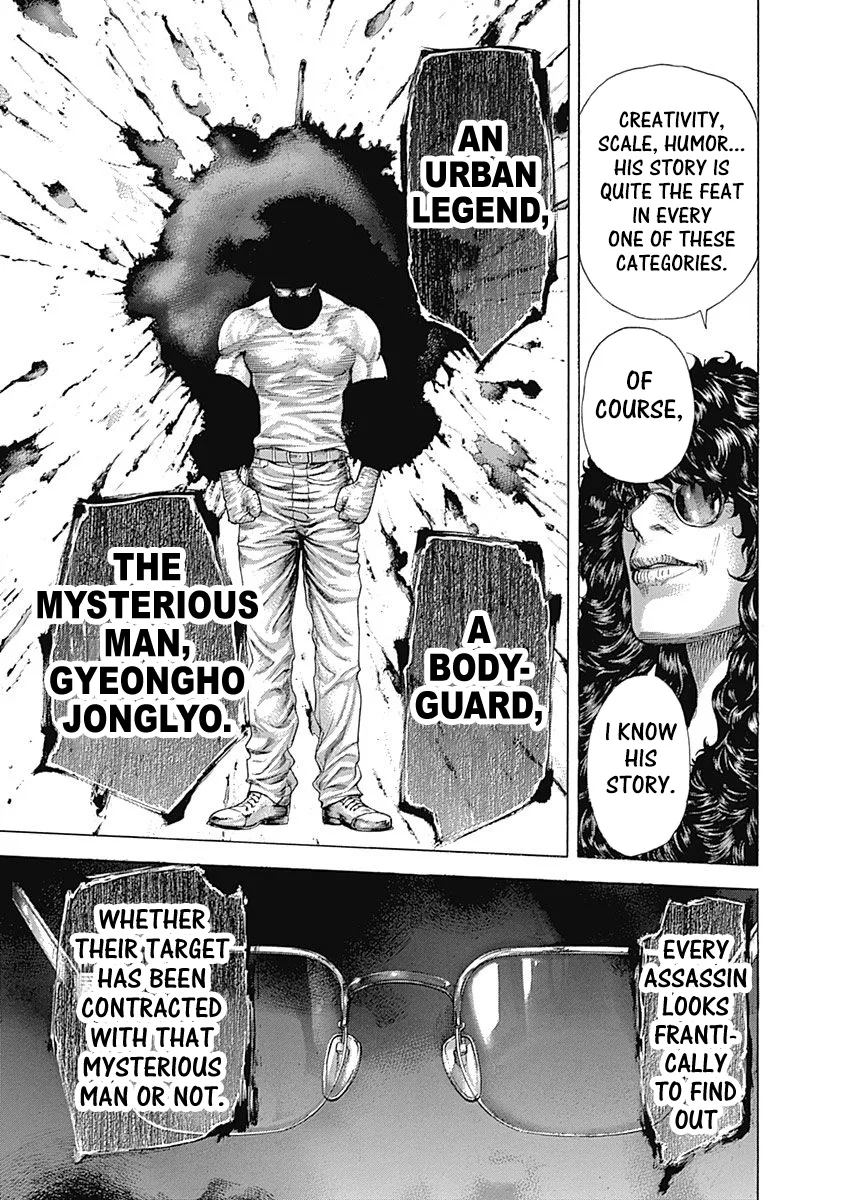 CREATIVITY,
SCALE, HUMOR...
HIS STORY IS
QUITE THE FEAT
IN EVERY
ONE OF THESE
CATEGORIES.
OF
COURSE,
I KNOW
HIS
STORY.
AN
URBAN
LEGEND,
A
BODY-
GUARD,
THE
MYSTERIOUS
MAN,
GYEONGHO
JONGLYO.
EVERY
ASSASSIN
LOOKS
FRANTI-
CALLY
TO FIND
OUT
WHETHER
THEIR TARGET
HAS BEEN
CONTRACTED
WITH THAT
MYSTERIOUS
MAN OR NOT.